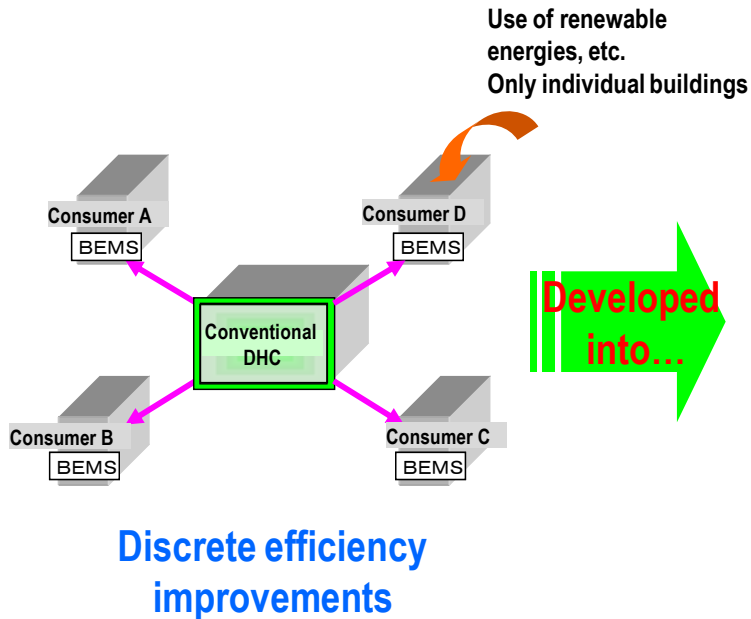 Use of renewable
energies, etc.
Only individual buildings
Consumer A
BEMS
Consumer D
BEMS
Developed
into…
Conventional
DHC
Consumer B
BEMS
Consumer C
BEMS
Discrete efficiency
improvements